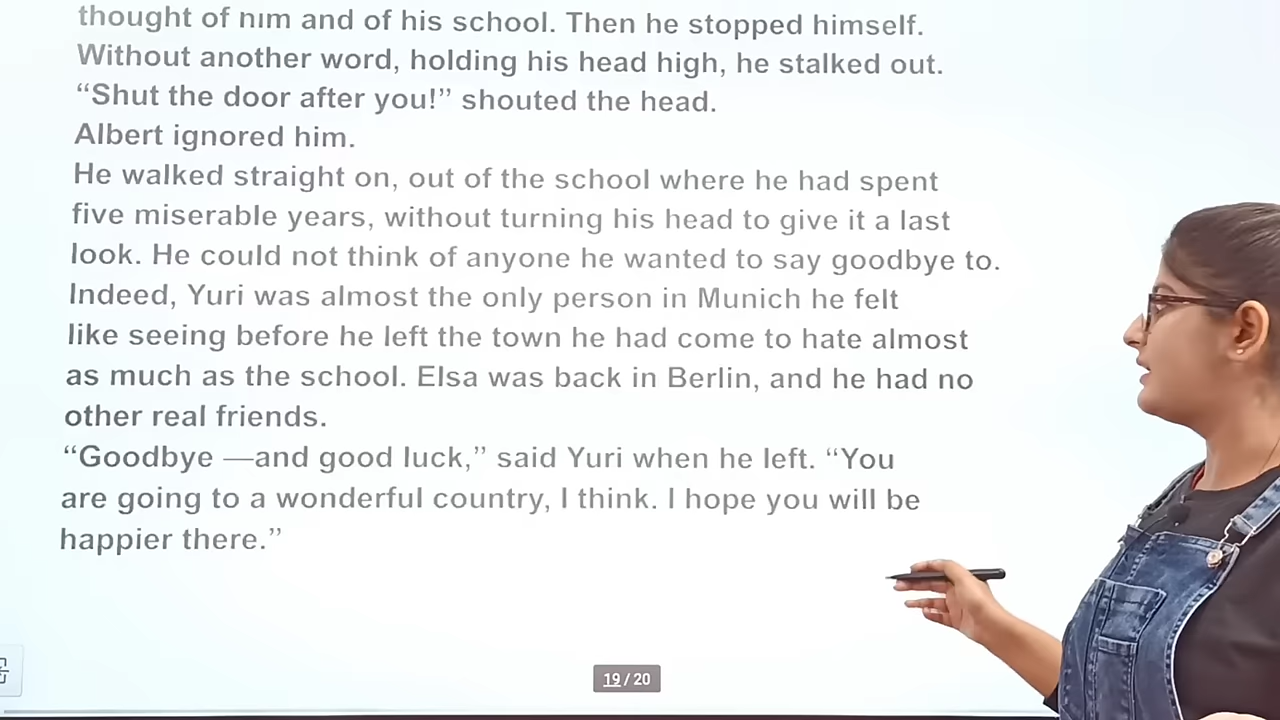 thought of him and of his school. Then he stopped himself.
Without another word, holding his head high, he stalked out.
“Shut the door after you!” shouted the head.
Albert ignored him.
He walked straight on, out of the school where he had spent
five miserable years, without turning his head to give it a last
look. He could not think of anyone he wanted to say goodbye to.
Indeed, Yuri was almost the only person in Munich he felt
like seeing before he left the town he had come to hate almost
as much as the school. Elsa was back in Berlin, and he had no
other real friends.
“Goodbye —and good luck,” said Yuri when he left. “You
are going to a wonderful country, I think. I hope you will be
happier there.”
19 / 20